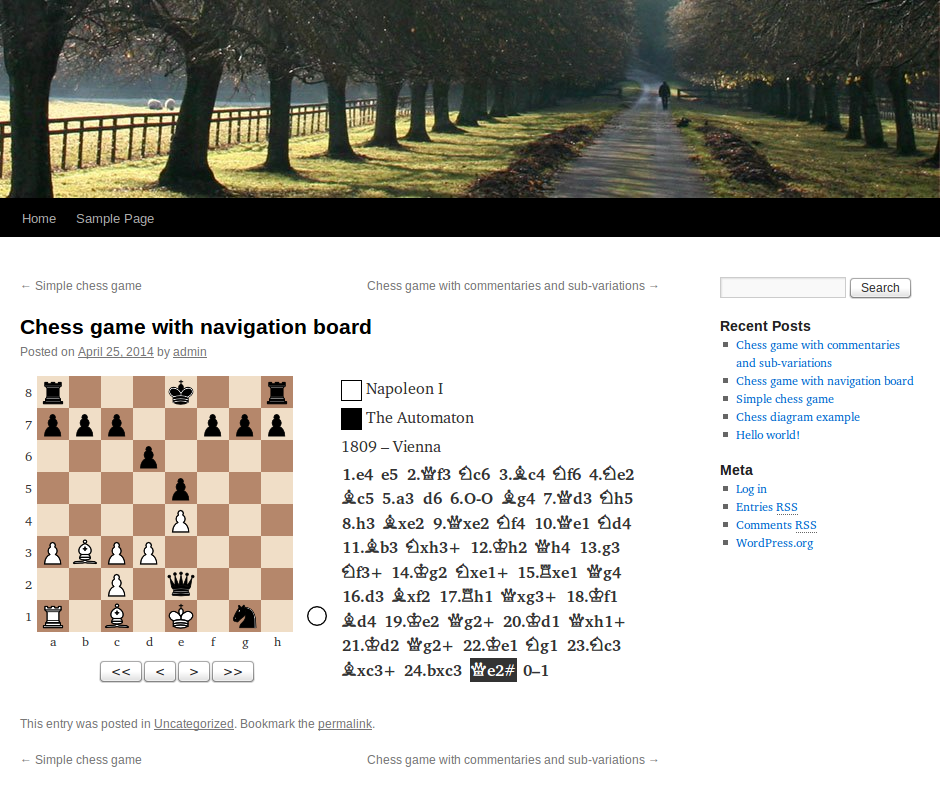 Home Sample Page
← Simple chess game Chess game with commentaries and sub-variations →
Chess game with navigation board
Posted on April 25, 2014 by admin
8
7
6
5
4
3
2
1
a b c d e f g h
<< < > >>
Napoleon I
The Automaton
1809 – Vienna
1.e4 e5 2.♕f3 ♘c6 3.♗c4 ♘f6 4.♘e2
♗c5 5.a3 d6 6.O-O ♗g4 7.♕d3 ♘h5
8.h3 ♗xe2 9.♕xe2 ♘f4 10.♕e1 ♘d4
11.♗b3 ♘xh3+ 12.♔h2 ♕h4 13.g3
♘f3+ 14.♔g2 ♘xe1+ 15.♖xe1 ♕g4
16.d3 ♗xf2 17.♖h1 ♕xg3+ 18.♔f1
♗d4 19.♔e2 ♕g2+ 20.♔d1 ♕xh1+
21.♔d2 ♕g2+ 22.♔e1 ♘g1 23.♘c3
♗xc3+ 24.bxc3 ♕e2# 0–1
This entry was posted in Uncategorized. Bookmark the permalink.
← Simple chess game Chess game with commentaries and sub-variations →
Search
Recent Posts
Chess game with commentaries
and sub-variations
Chess game with navigation board
Simple chess game
Chess diagram example
Hello world!
Meta
Log in
Entries RSS
Comments RSS
WordPress.org